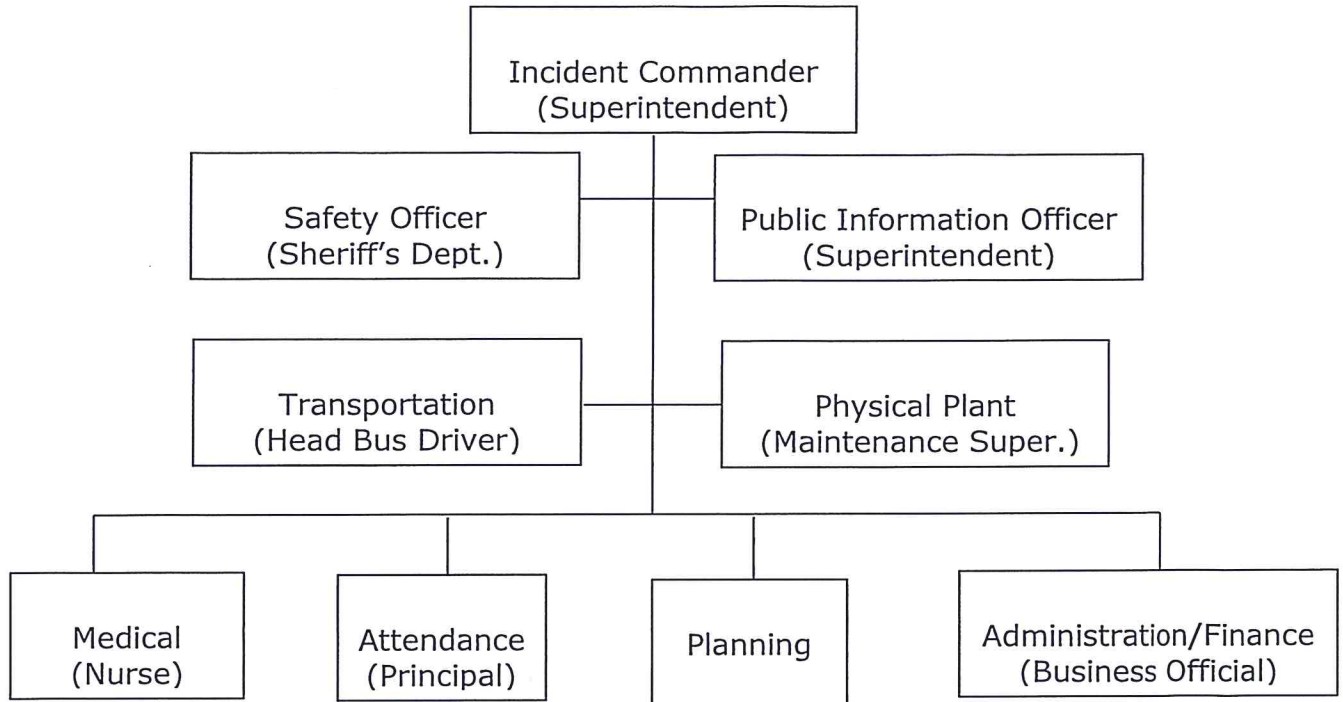 Incident Commander
(Superintendent)
Safety Officer
(Sheriff's Dept.)
Public Information Officer
(Superintendent)
Transportation
(Head Bus Driver)
Physical Plant
(Maintenance Super.)
Medical
(Nurse)
Attendance
(Principal)
Planning
Administration/Finance
(Business Official)